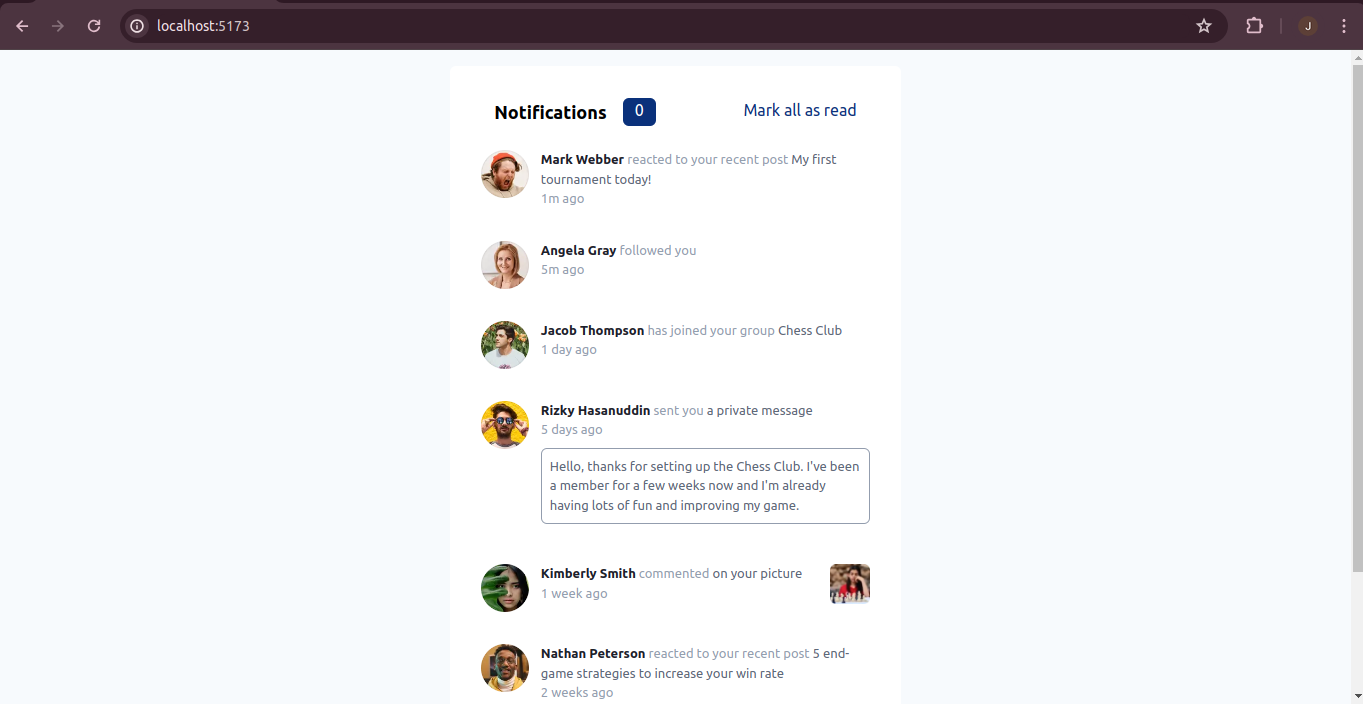 localhost:5173
J
Notifications 0 Mark all as read
Mark Webber reacted to your recent post My first
tournament today!
1m ago
Angela Gray followed you
5m ago
Jacob Thompson has joined your group Chess Club
1 day ago
Rizky Hasanuddin sent you a private message
5 days ago
Hello, thanks for setting up the Chess Club. I've been
a member for a few weeks now and I'm already
having lots of fun and improving my game.
Kimberly Smith commented on your picture
1 week ago
Nathan Peterson reacted to your recent post 5 end-
game strategies to increase your win rate
2 weeks ago